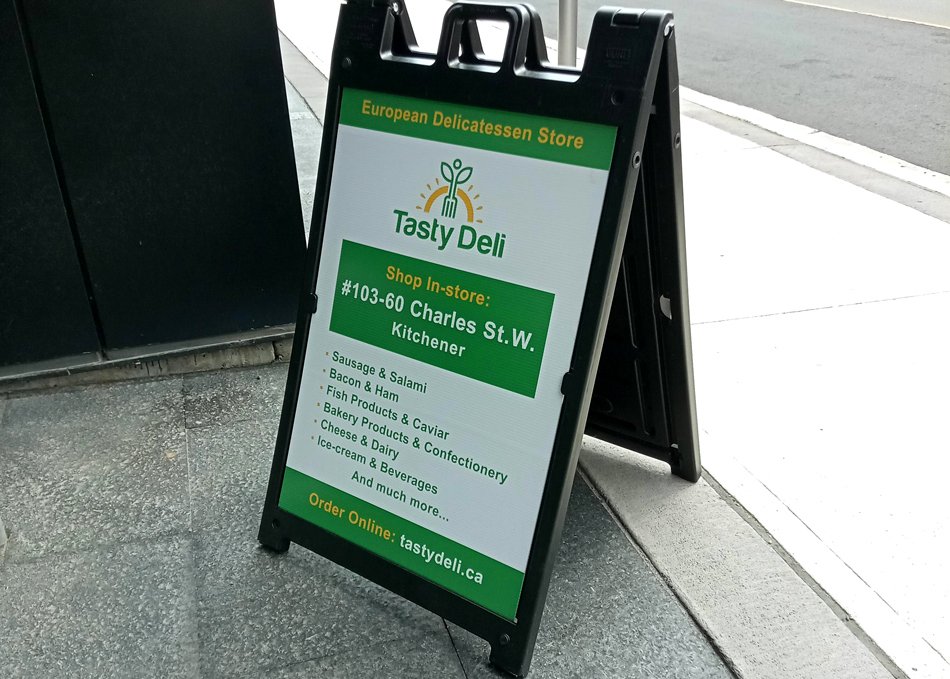 European Delicatessen Store
Tasty Deli
Shop In-store:
#103-60 Charles St.W.
Kitchener
• Sausage & Salami
• Bacon & Ham
• Fish Products & Caviar
• Bakery Products & Confectionery
• Cheese & Dairy
• Ice-cream & Beverages
And much more...
Order Online: tastydeli.ca